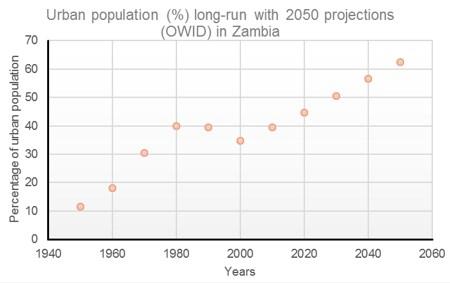 Urban population (%) long-run with 2050 projections
(OWID) in Zambia
70
60
50
40
30
20
10
0
Percentage of urban population
1940 1960 1980 2000 2020 2040 2060
Years